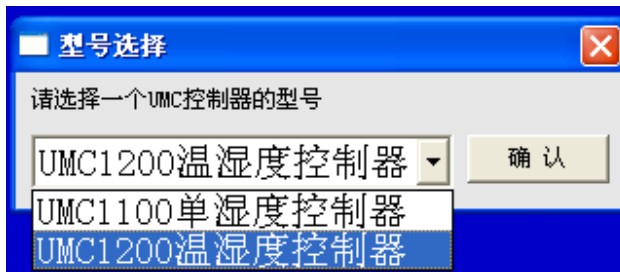 型号选择
请选择一个UMC控制器的型号
UMC1200温湿度控制器
确 认
UMC1100单湿度控制器
UMC1200温湿度控制器